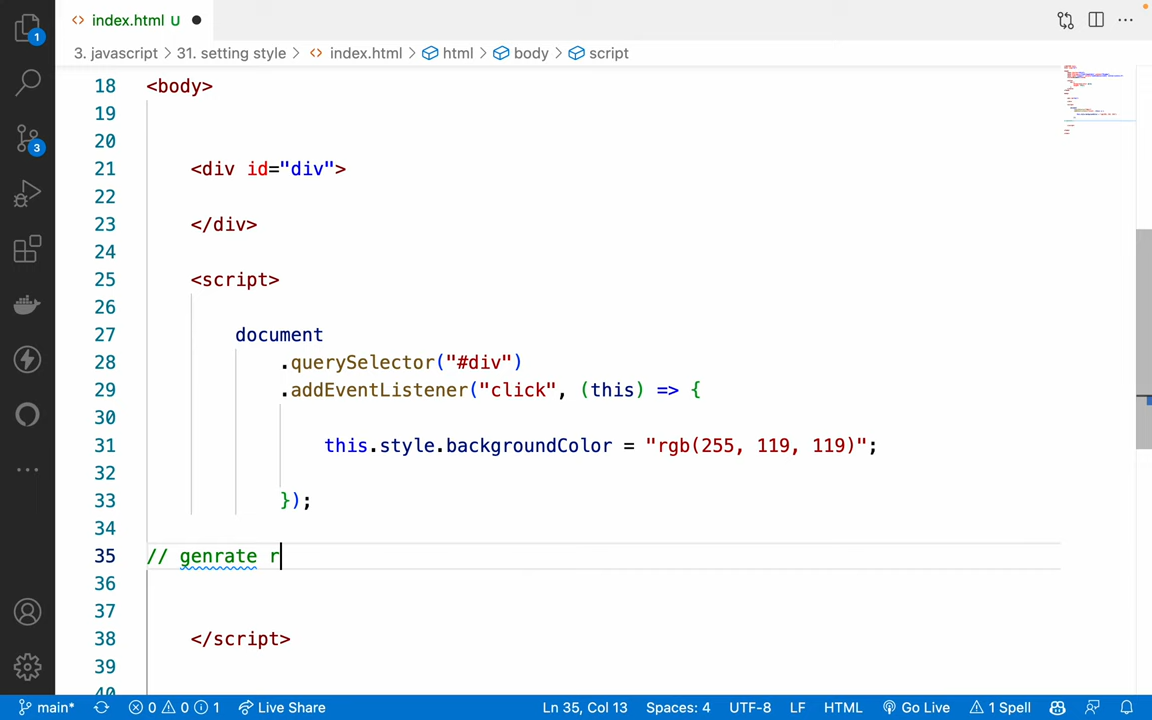 index.html U
3. javascript > 31. setting style > index.html > html > body > script
18 <body>
19
20
21 <div id="div">
22
23 </div>
24
25 <script>
26
27 document
28 .querySelector("#div")
29 .addEventListener("click", (this) => {
30
31 this.style.backgroundColor = "rgb(255, 119, 119)";
32
33 });
34
35 // genrate r
36
37
38 </script>
39
40
1
3
main* 0 0 1 Live Share Ln 35, Col 13 Spaces: 4 UTF-8 LF HTML Go Live 1 Spell